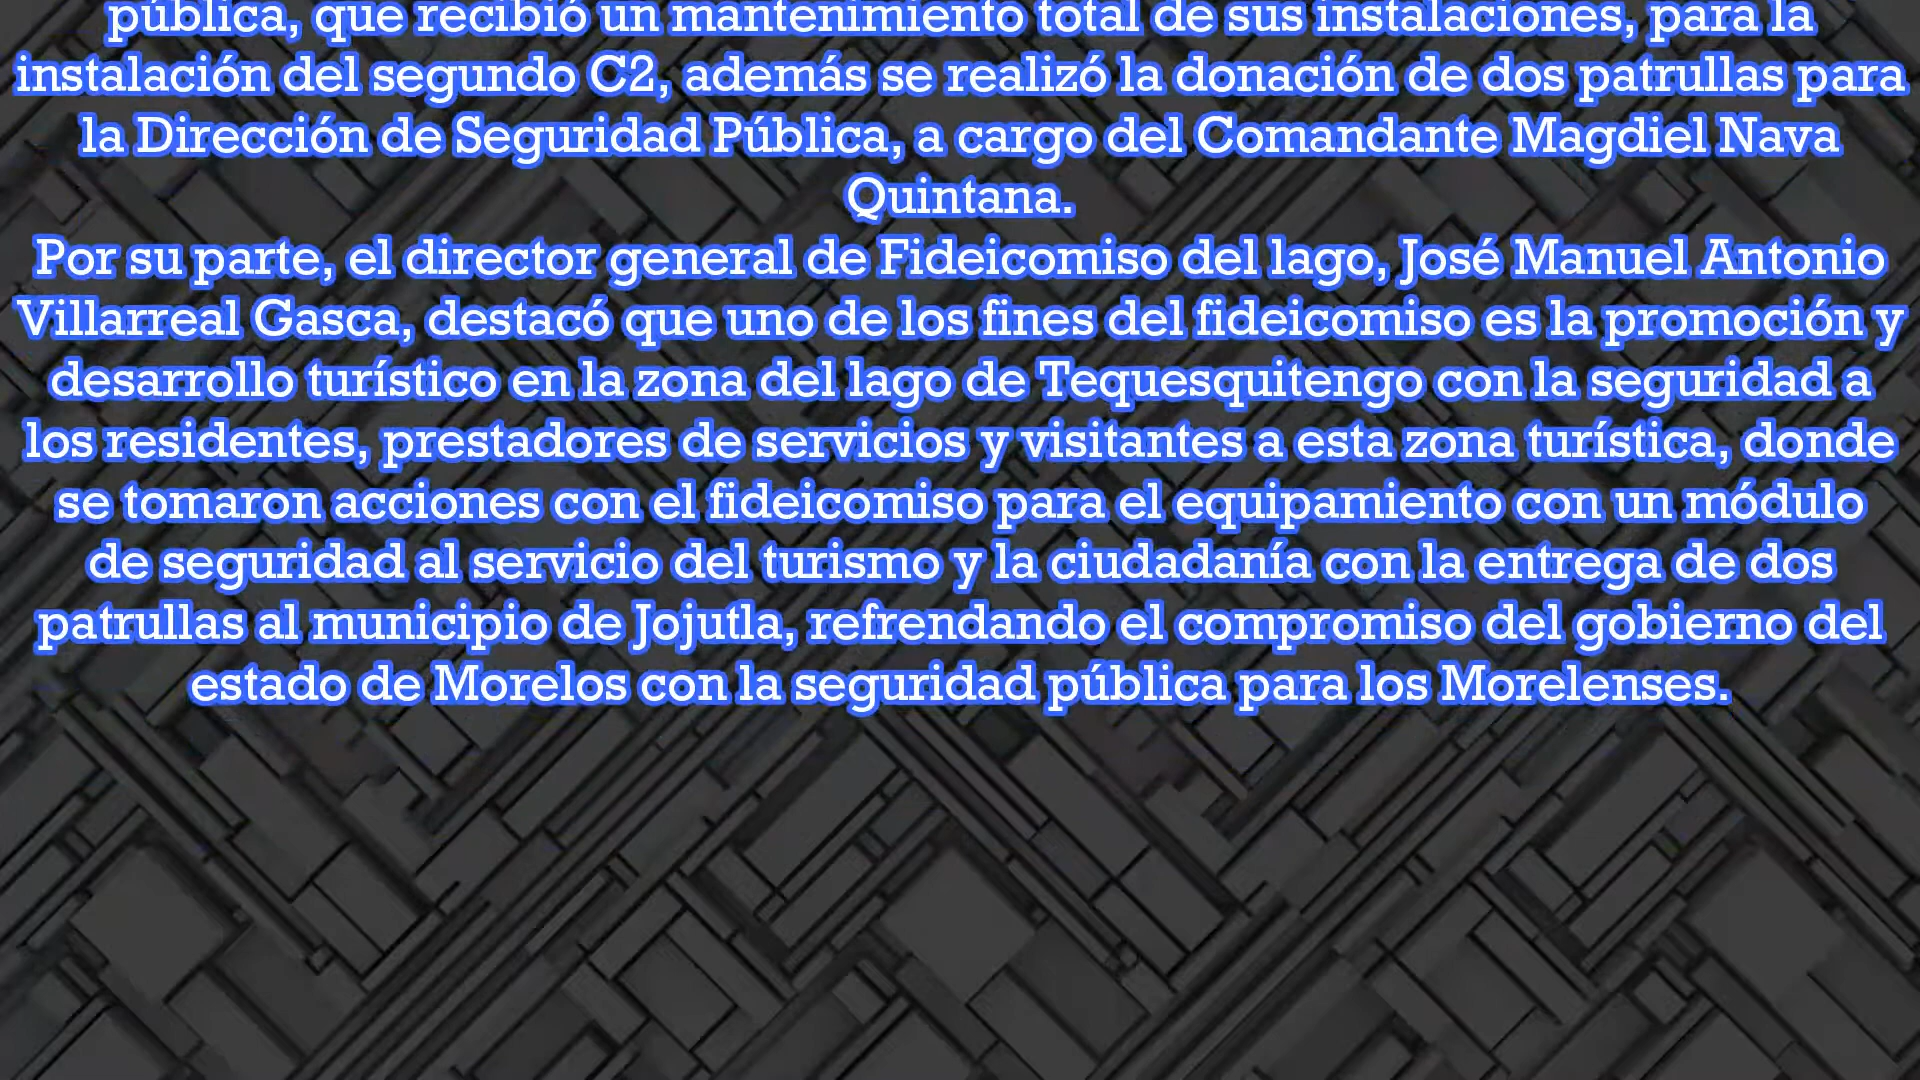 pública, que recibió un mantenimiento total de sus instalaciones, para la
instalación del segundo C2, además se realizó la donación de dos patrullas para
la Dirección de Seguridad Pública, a cargo del Comandante Magdiel Nava
Quintana.
Por su parte, el director general de Fideicomiso del lago, José Manuel Antonio
Villarreal Gasca, destacó que uno de los fines del fideicomiso es la promoción y
desarrollo turístico en la zona del lago de Tequesquitengo con la seguridad a
los residentes, prestadores de servicios y visitantes a esta zona turística, donde
se tomaron acciones con el fideicomiso para el equipamiento con un módulo
de seguridad al servicio del turismo y la ciudadanía con la entrega de dos
patrullas al municipio de Jojutla, refrendando el compromiso del gobierno del
estado de Morelos con la seguridad pública para los Morelenses.